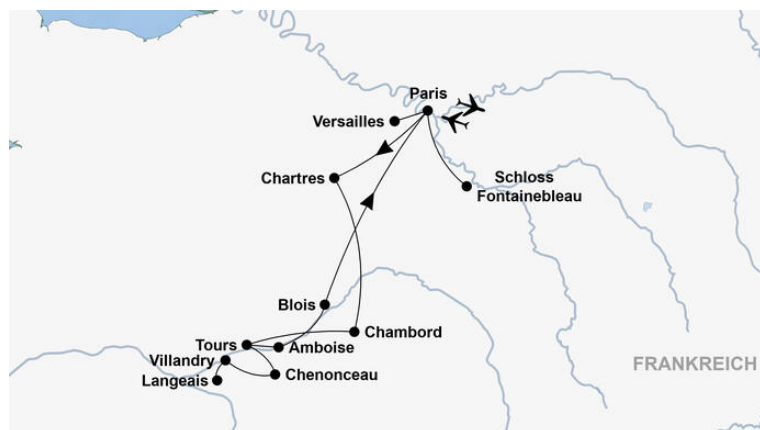 Paris
Versailles
Chartres
Schloss
Fontainebleau
Blois
Chambord
Tours
Amboise
Villandry
Chenonceau
Langeais
FRANKREICH